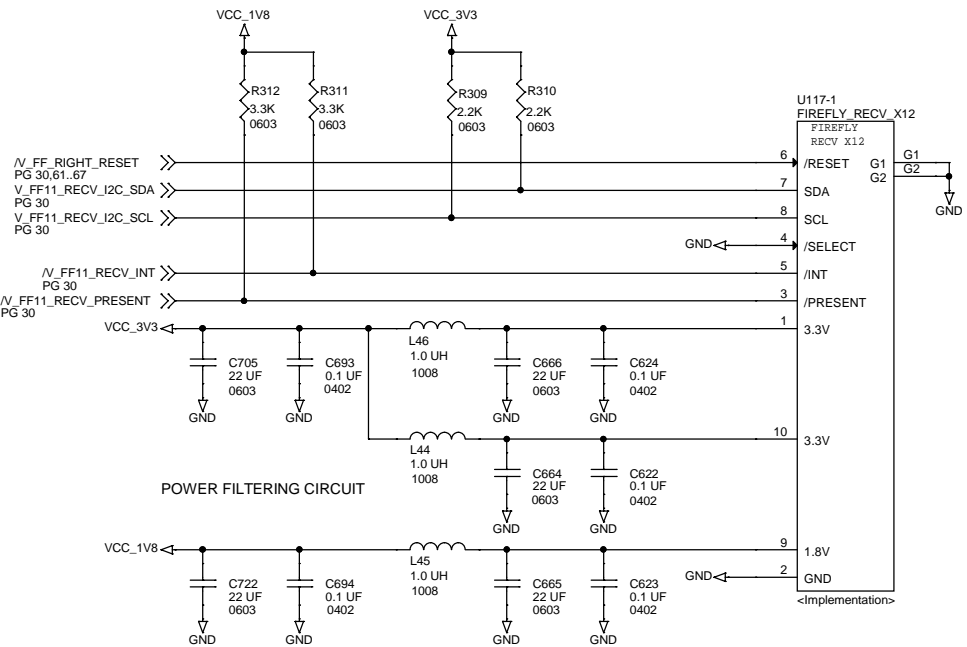 VCC_1V8
VCC_3V3
R312
3.3K
0603
R311
3.3K
0603
R309
2.2K
0603
R310
2.2K
0603
U117-1
FIREFLY_RECV_X12
FIREFLY
RECV X12
/V_FF_RIGHT_RESET
PG 30,61..67
6
/RESET
G1
G1
G2
G2
GND
V_FF11_RECV_I2C_SDA
PG 30
7
SDA
V_FF11_RECV_I2C_SCL
PG 30
8
SCL
GND
4
/SELECT
/V_FF11_RECV_INT
PG 30
5
/INT
/V_FF11_RECV_PRESENT
PG 30
3
/PRESENT
VCC_3V3
L46
1.0 UH
1008
1
3.3V
C705
22 UF
0603
GND
C693
0.1 UF
0402
GND
C666
22 UF
0603
GND
C624
0.1 UF
0402
GND
L44
1.0 UH
1008
10
3.3V
C664
22 UF
0603
GND
C622
0.1 UF
0402
GND
POWER FILTERING CIRCUIT
VCC_1V8
L45
1.0 UH
1008
9
1.8V
GND
2
GND
C722
22 UF
0603
GND
C694
0.1 UF
0402
GND
C665
22 UF
0603
GND
C623
0.1 UF
0402
GND
<Implementation>